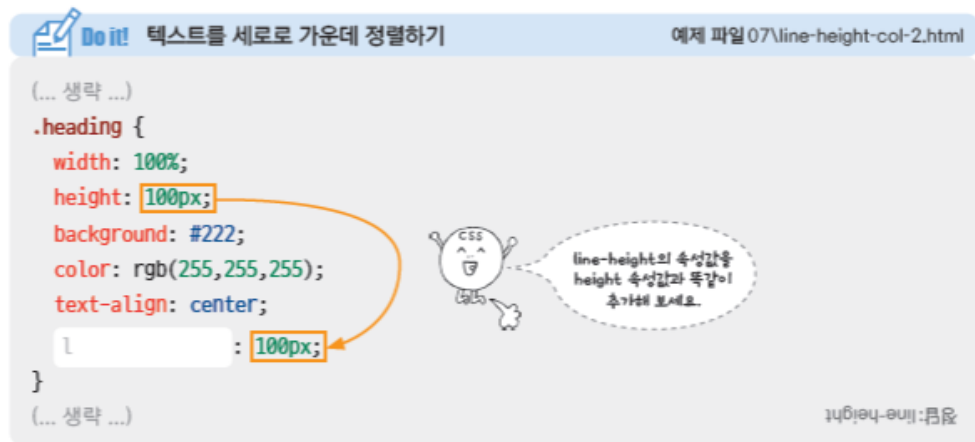 Do it! 텍스트를 세로로 가운데 정렬하기 예제 파일 07\line-height-col-2.html
(... 생략 ...)
.heading {
width: 100%;
height: 100px;
background: #222;
color: rgb(255,255,255);
text-align: center;
l : 100px;
}
(... 생략 ...)
CSS
line-height의 속성값을
height 속성값과 똑같이
추가해 보세요.
정답: line-height